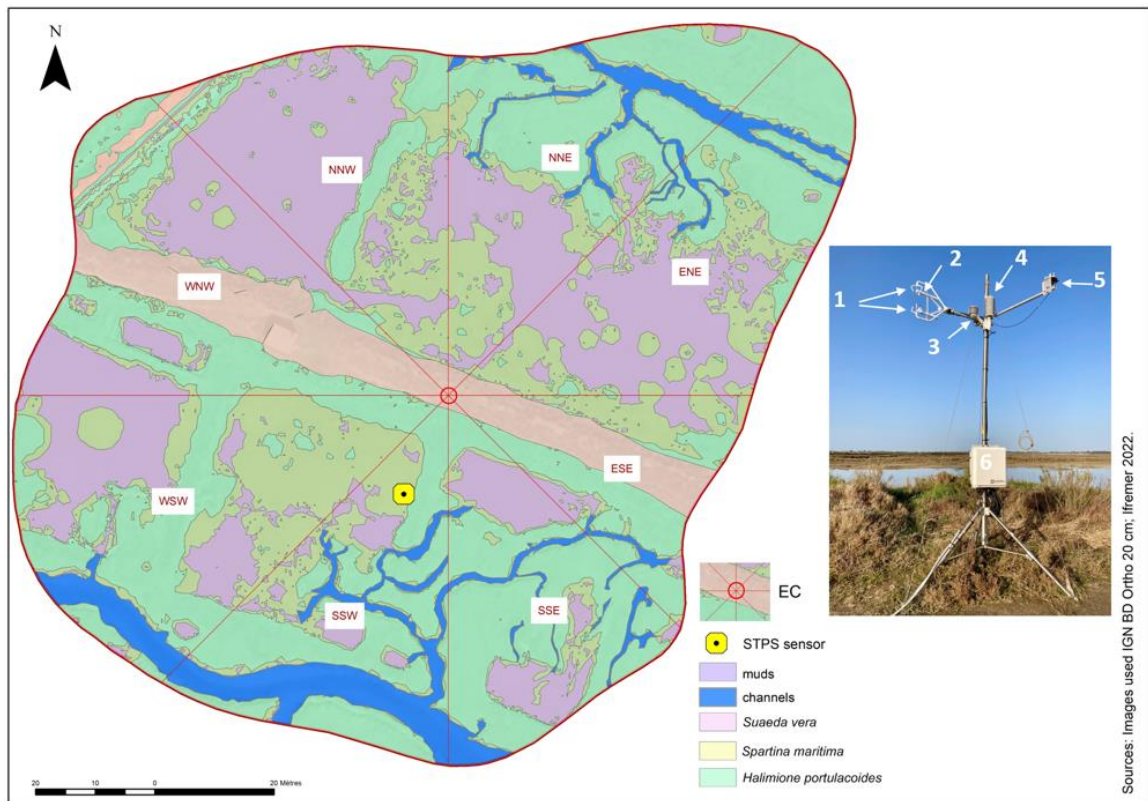 N
NNW
NNE
WNW
ENE
WSW
ESE
SSW
SSE
20 10 0 20 Mètres
EC
STPS sensor
muds
channels
Suaeda vera
Spartina maritima
Halimione portulacoides
1
2
3
4
5
6
Sources: Images used IGN BD Ortho 20 cm; Ifremer 2022.